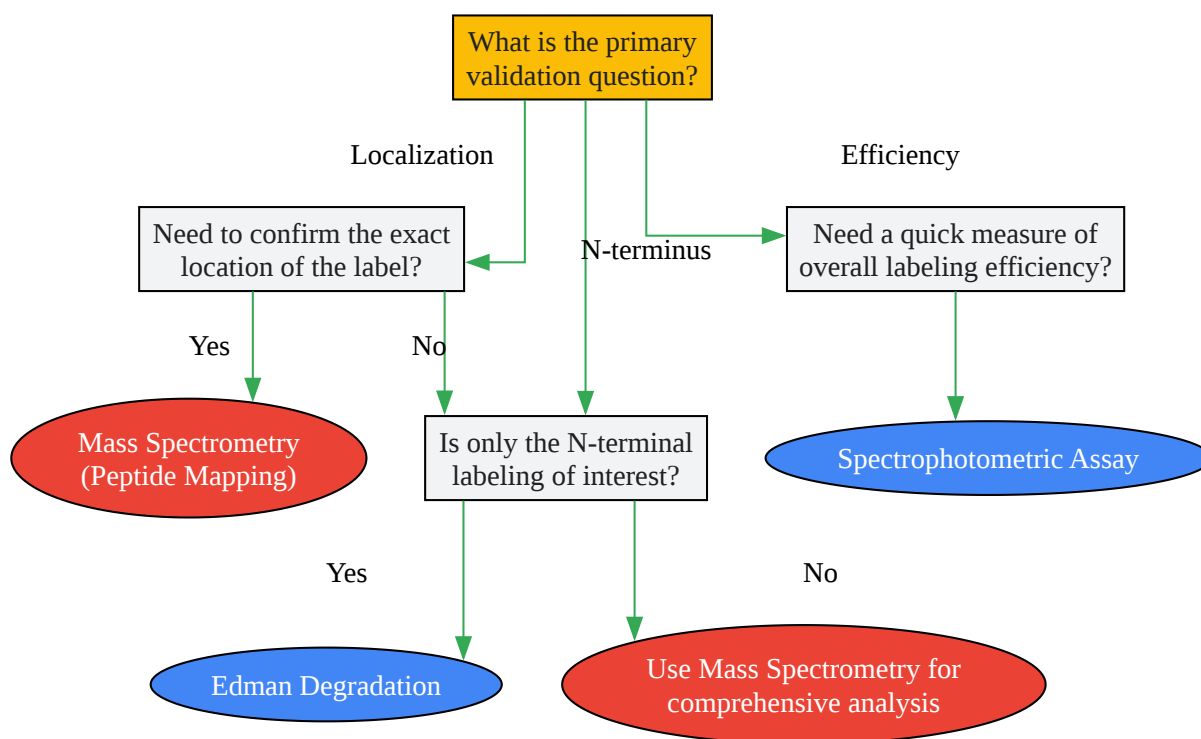 What is the primary
validation question?
Localization
Efficiency
Need to confirm the exact
location of the label?
N-terminus
Need a quick measure of
overall labeling efficiency?
Yes
No
Mass Spectrometry
(Peptide Mapping)
Is only the N-terminal
labeling of interest?
Spectrophotometric Assay
Yes
No
Edman Degradation
Use Mass Spectrometry for
comprehensive analysis